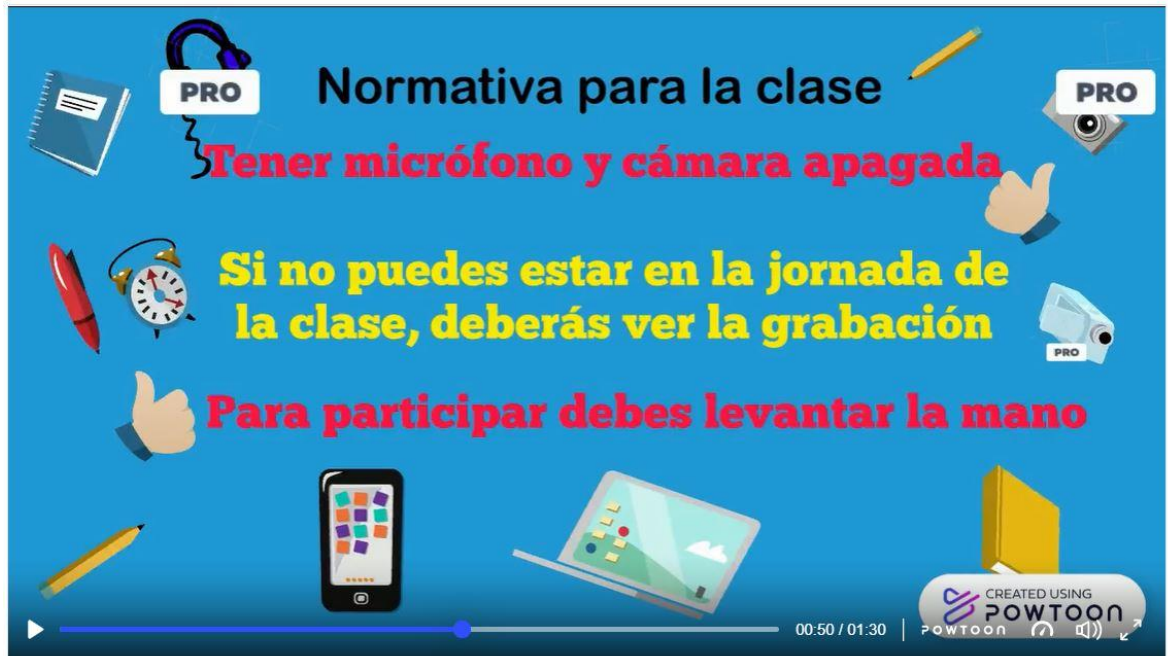 PRO
Normativa para la clase
PRO
Tener micrófono y cámara apagada
Si no puedes estar en la jornada de
la clase, deberás ver la grabación
PRO
Para participar debes levantar la mano
CREATED USING
POWTOON
00:50 / 01:30
POWTOON